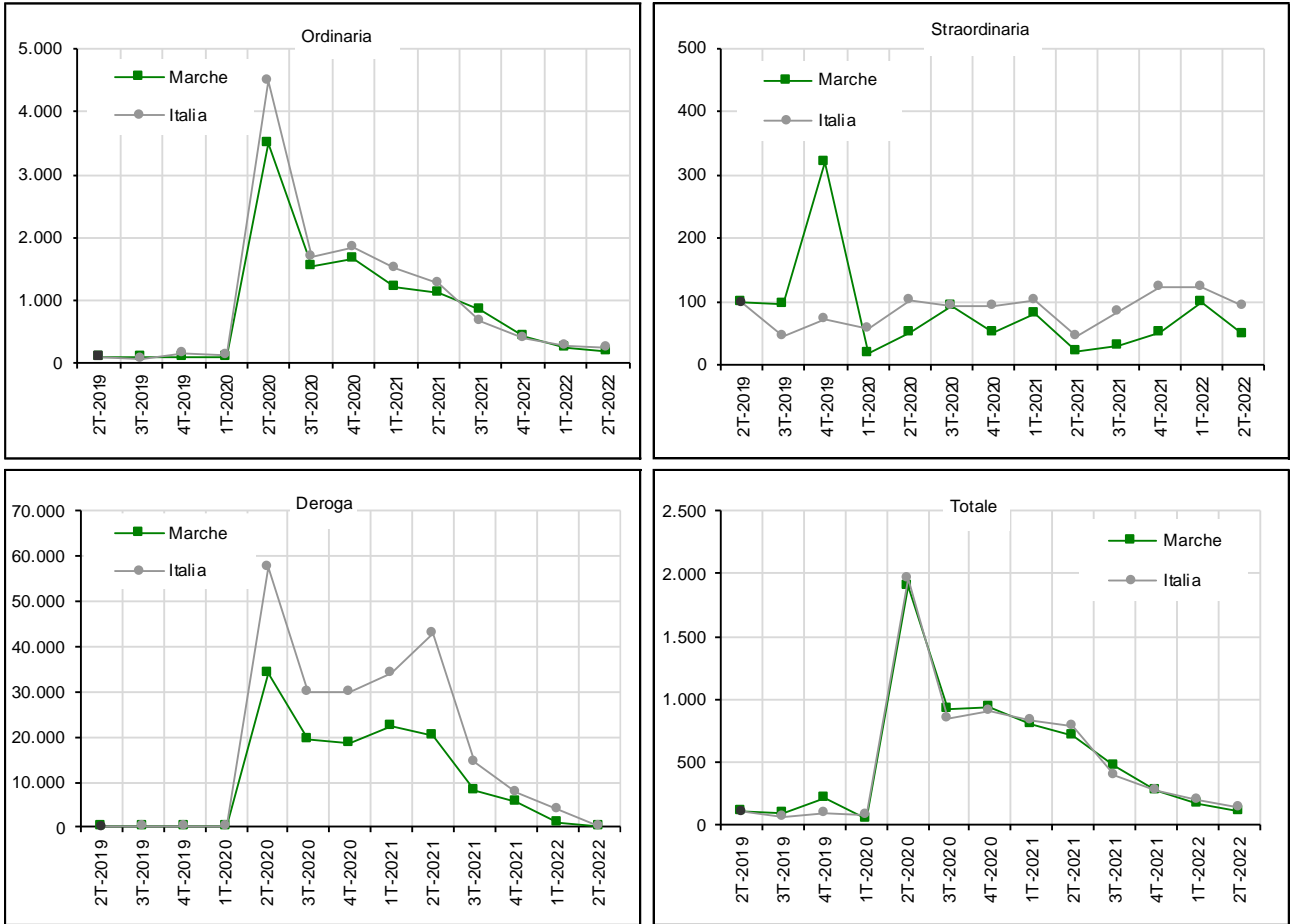 Ordinaria
5.000
4.000
3.000
2.000
1.000
0
Marche
Italia
2T-2019
3T-2019
4T-2019
1T-2020
2T-2020
3T-2020
4T-2020
1T-2021
2T-2021
3T-2021
4T-2021
1T-2022
2T-2022
Straordinaria
500
400
300
200
100
0
Marche
Italia
2T-2019
3T-2019
4T-2019
1T-2020
2T-2020
3T-2020
4T-2020
1T-2021
2T-2021
3T-2021
4T-2021
1T-2022
2T-2022
Deroga
70.000
60.000
50.000
40.000
30.000
20.000
10.000
0
Marche
Italia
2T-2019
3T-2019
4T-2019
1T-2020
2T-2020
3T-2020
4T-2020
1T-2021
2T-2021
3T-2021
4T-2021
1T-2022
2T-2022
Totale
2.500
2.000
1.500
1.000
500
0
Marche
Italia
2T-2019
3T-2019
4T-2019
1T-2020
2T-2020
3T-2020
4T-2020
1T-2021
2T-2021
3T-2021
4T-2021
1T-2022
2T-2022